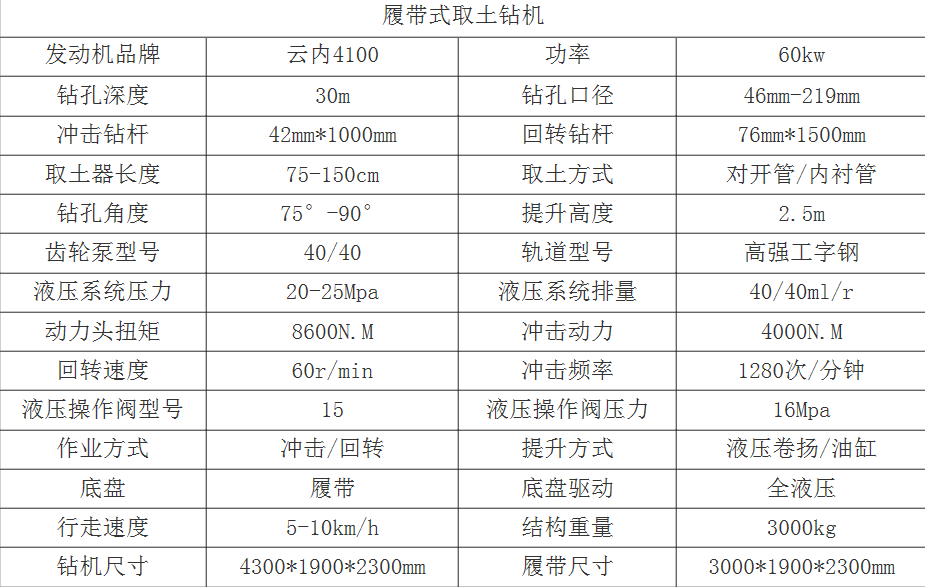 履带式取土钻机
发动机品牌 云内4100 功率 60kw
钻孔深度 30m 钻孔口径 46mm-219mm
冲击钻杆 42mm*1000mm 回转钻杆 76mm*1500mm
取土器长度 75-150cm 取土方式 对开管/内衬管
钻孔角度 75°-90° 提升高度 2.5m
齿轮泵型号 40/40 轨道型号 高强工字钢
液压系统压力 20-25Mpa 液压系统排量 40/40ml/r
动力头扭矩 8600N.M 冲击动力 4000N.M
回转速度 60r/min 冲击频率 1280次/分钟
液压操作阀型号 15 液压操作阀压力 16Mpa
作业方式 冲击/回转 提升方式 液压卷扬/油缸
底盘 履带 底盘驱动 全液压
行走速度 5-10km/h 结构重量 3000kg
钻机尺寸 4300*1900*2300mm 履带尺寸 3000*1900*2300mm